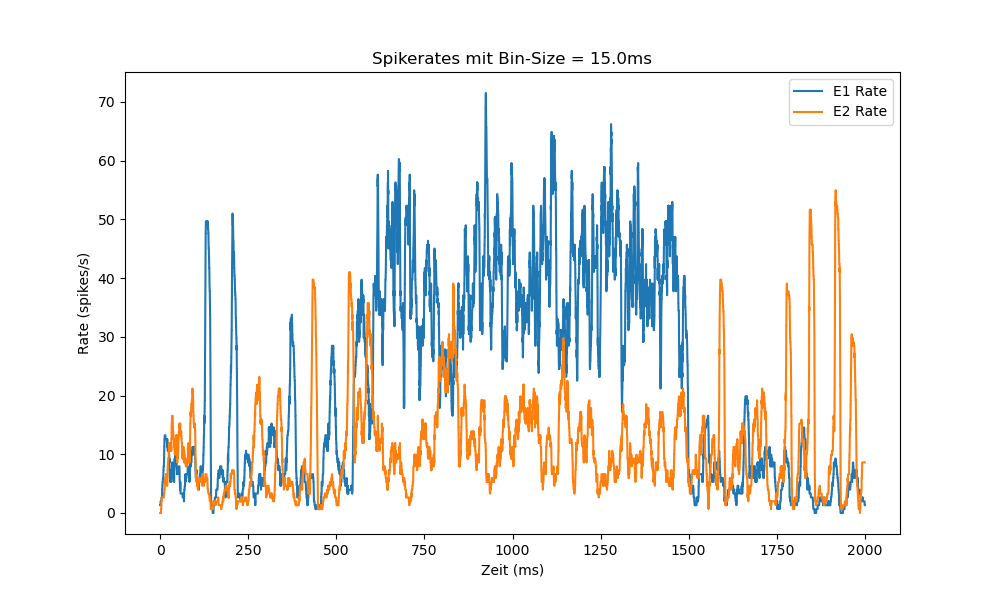 Spikerates mit Bin-Size = 15.0ms
E1 Rate
E2 Rate
70
60
50
40
30
20
10
0
Rate (spikes/s)
0 250 500 750 1000 1250 1500 1750 2000
Zeit (ms)